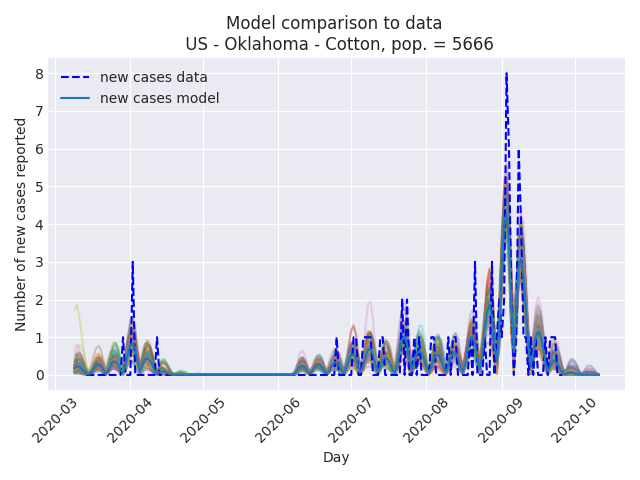 Model comparison to data
US - Oklahoma - Cotton, pop. = 5666
new cases data
new cases model
Number of new cases reported
8
7
6
5
4
3
2
1
0
2020-03
2020-04
2020-05
2020-06
2020-07
2020-08
2020-09
2020-10
Day